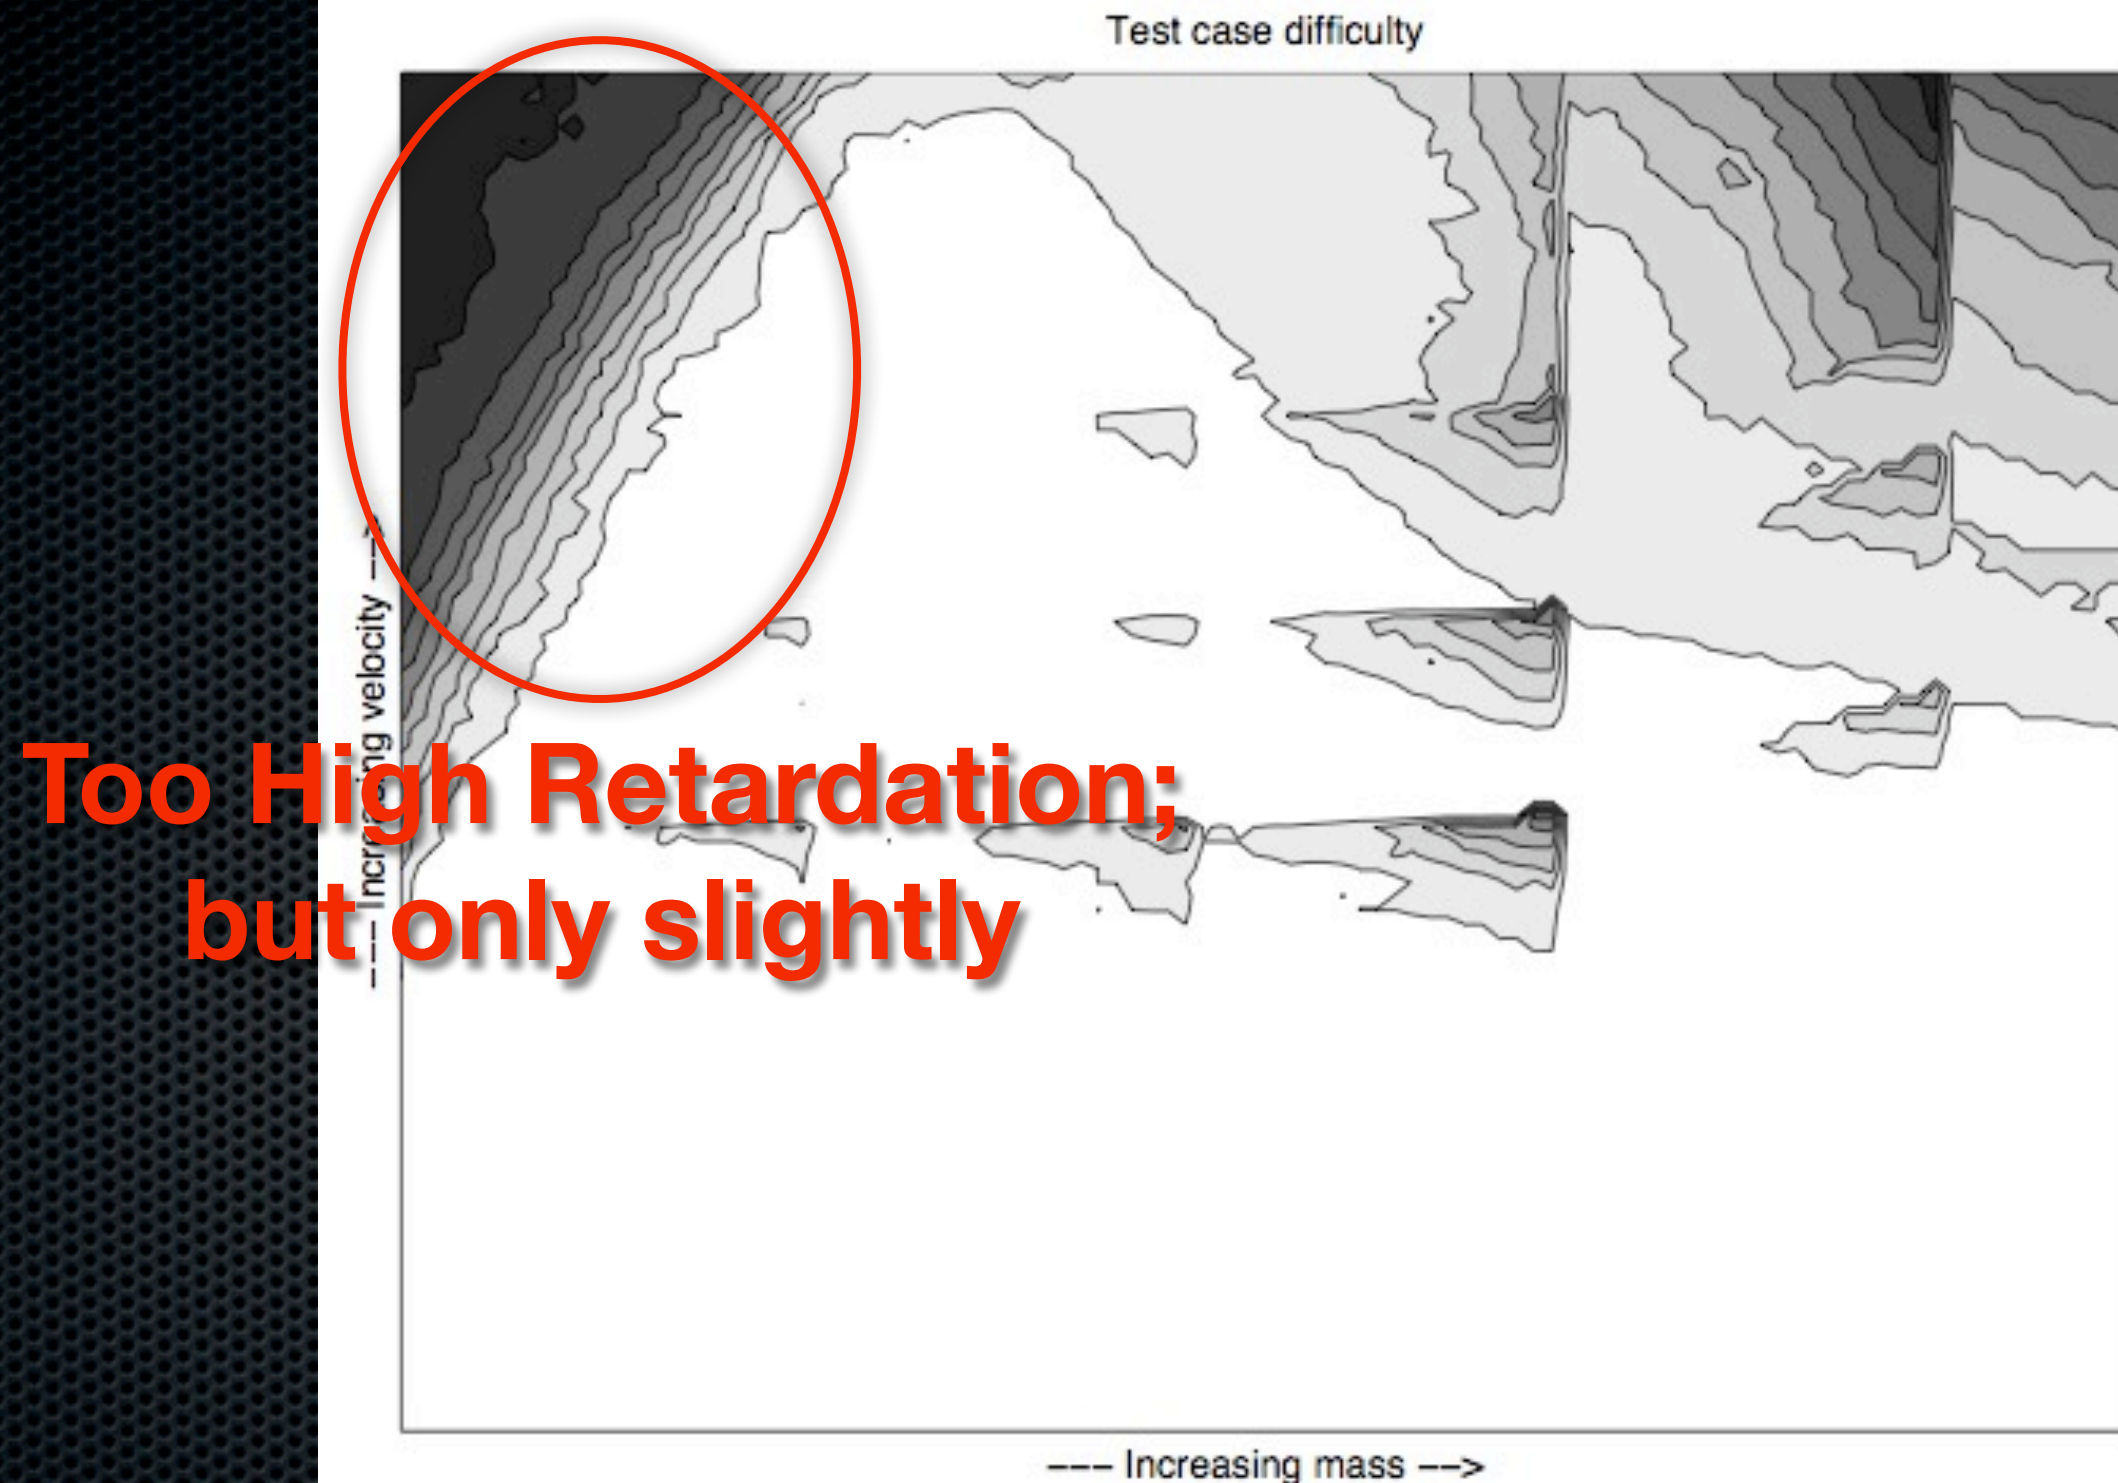 Test case difficulty
---- Increasing velocity -->
Too High Retardation;
but only slightly
--- Increasing mass -->